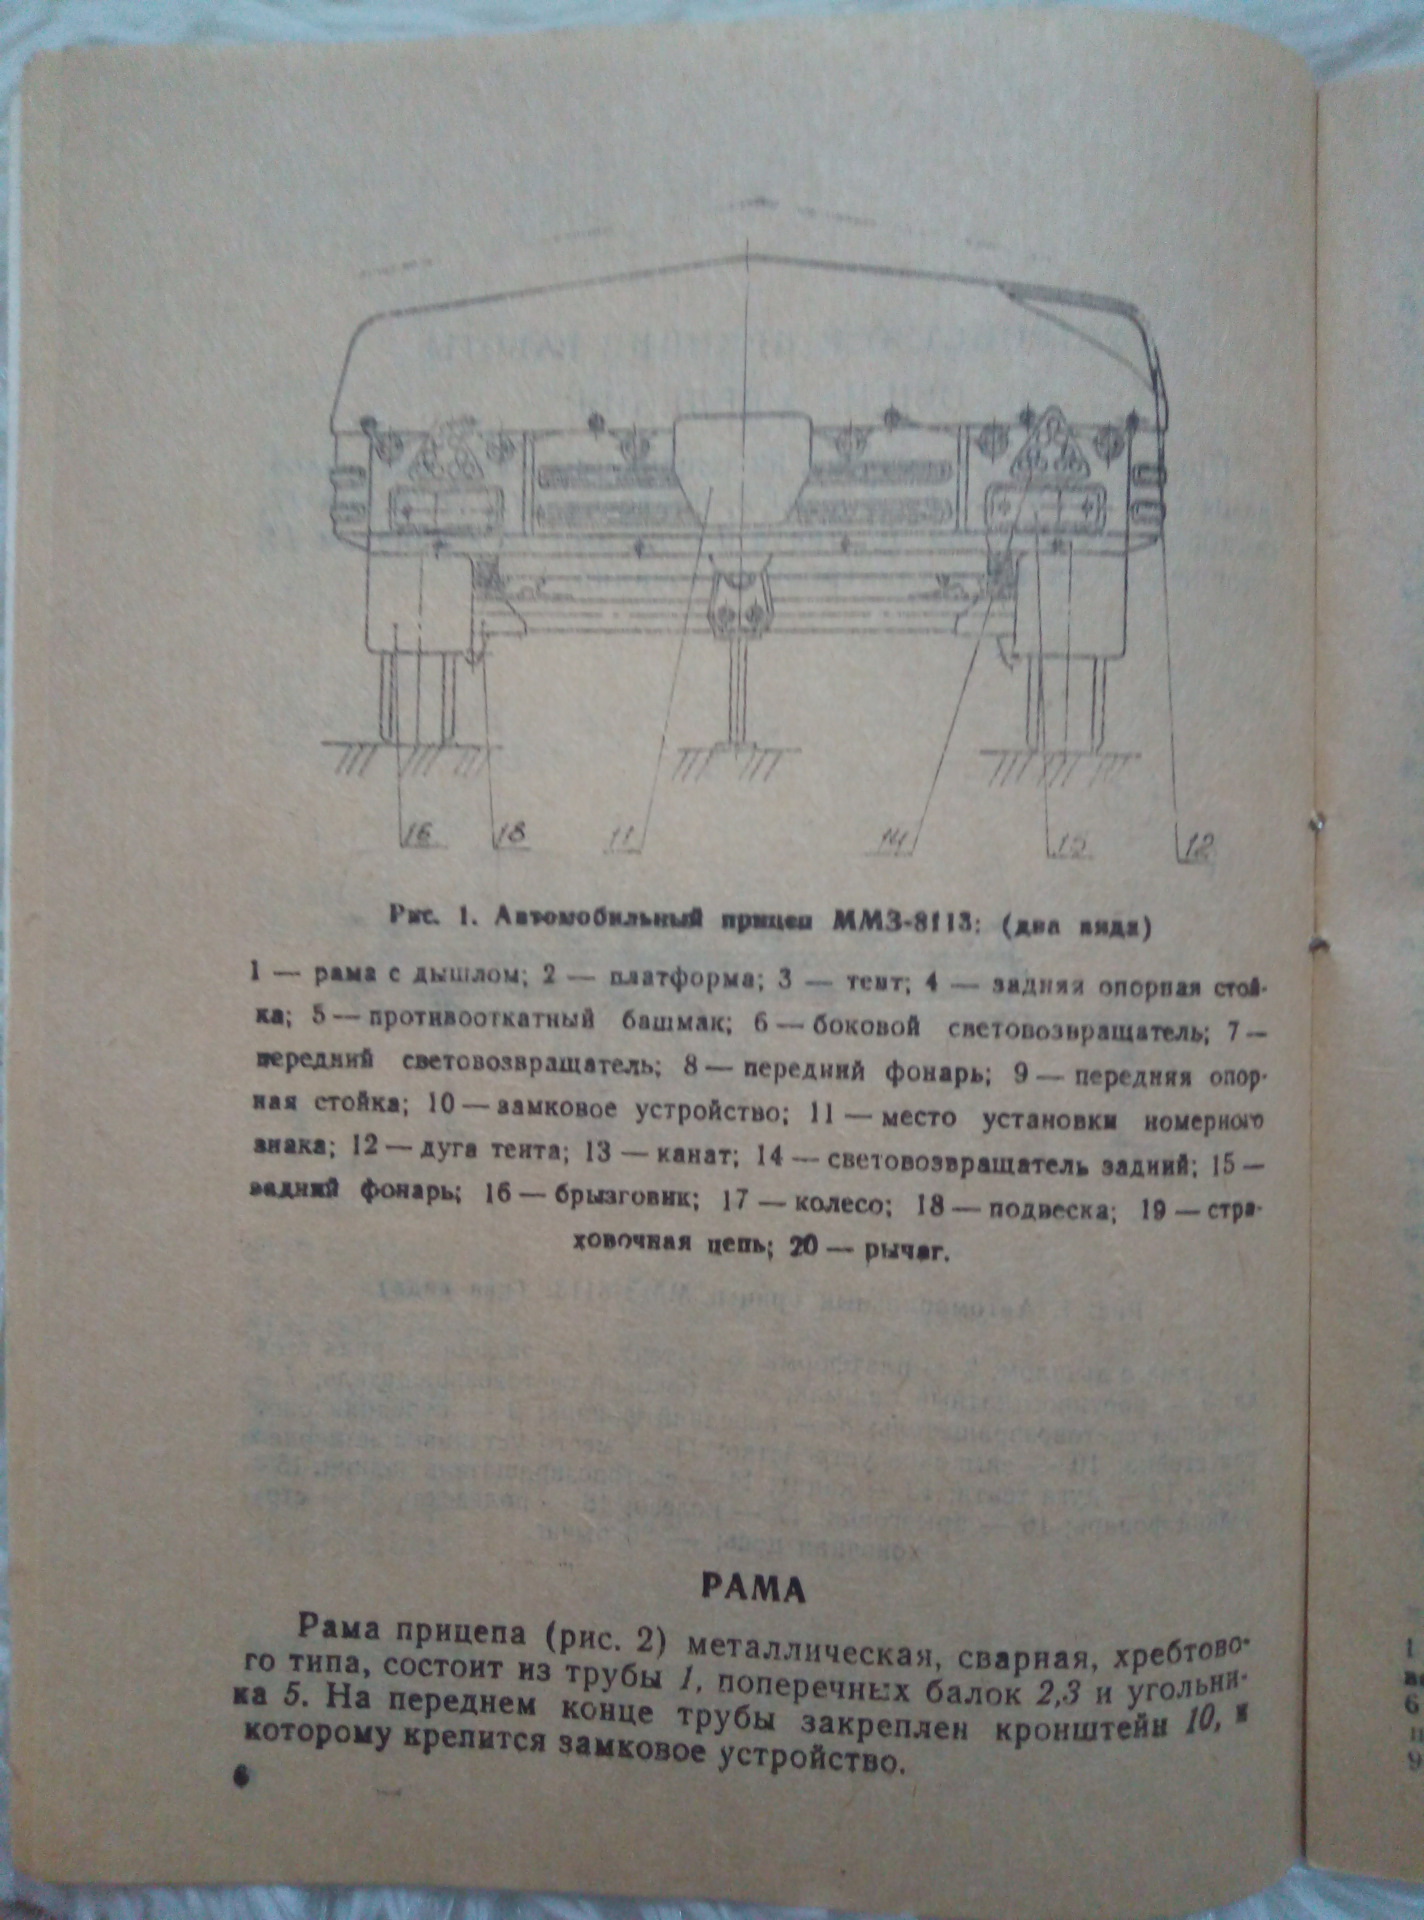 16 18 11 14 15 12
Рис. 1. Автомобильный прицеп ММЗ-8113: (два вида)
1 — рама с дышлом; 2 — платформа; 3 — тент; 4 — задняя опорная стой-
ка; 5 — противооткатный башмак; 6 — боковой световозвращатель; 7 —
передний световозвращатель; 8 — передний фонарь; 9 — передняя опор-
ная стойка; 10 — замковое устройство; 11 — место установки номерного
знака; 12 — дуга тента; 13 — канат; 14 — световозвращатель задний; 15 —
задний фонарь; 16 — брызговик; 17 — колесо; 18 — подвеска; 19 — стра-
ховочная цепь; 20 — рычаг.
РАМА
Рама прицепа (рис. 2) металлическая, сварная, хребтово-
го типа, состоит из трубы 1, поперечных балок 2,3 и угольни-
ка 5. На переднем конце трубы закреплен кронштейн 10, к
которому крепится замковое устройство.
6